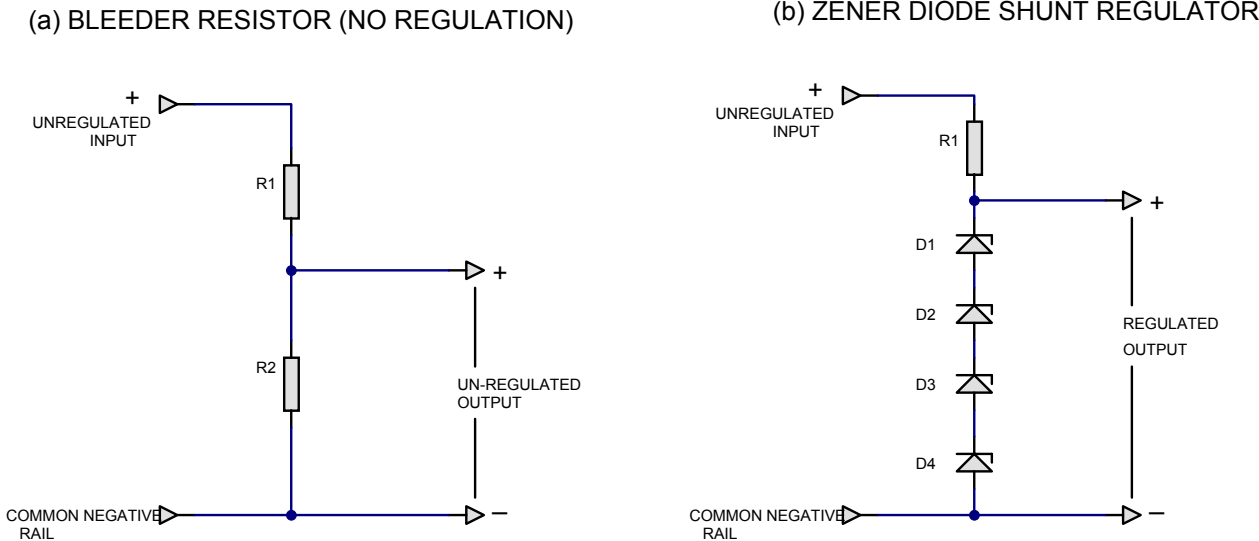 (a) BLEEDER RESISTOR (NO REGULATION)
+
UNREGULATED
INPUT
R1
+
R2
UN-REGULATED
OUTPUT
COMMON NEGATIVE
RAIL
−
(b) ZENER DIODE SHUNT REGULATOR
+
UNREGULATED
INPUT
R1
+
D1
D2
REGULATED
OUTPUT
D3
D4
COMMON NEGATIVE
RAIL
−